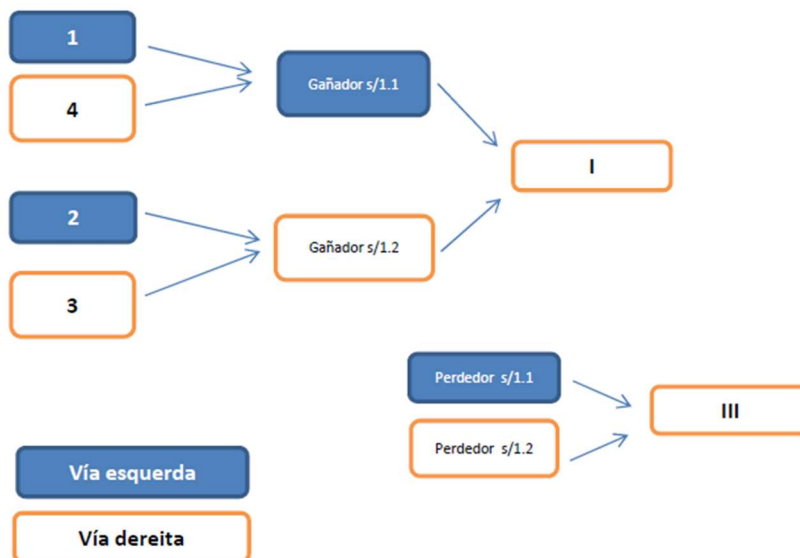 1
4
Gañador s/1.1
I
2
3
Gañador s/1.2
Perdedor s/1.1
Perdedor s/1.2
III
Vía esquerda
Vía dereita